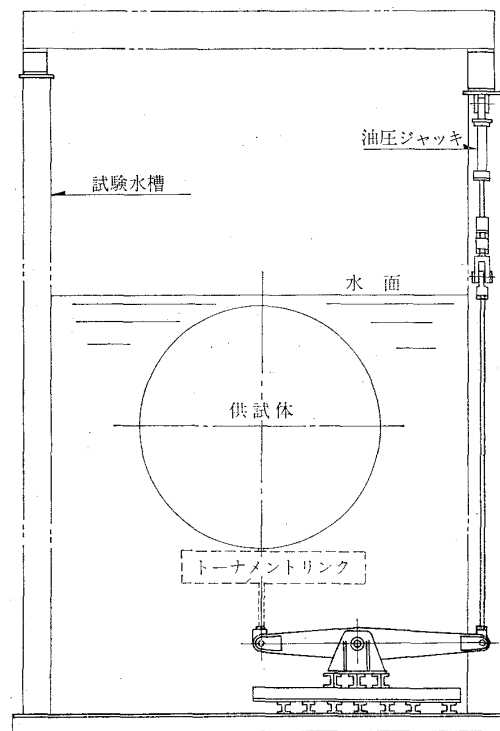 油圧ジャッキ
試験水槽
水面
供試体
トーナメントリンク